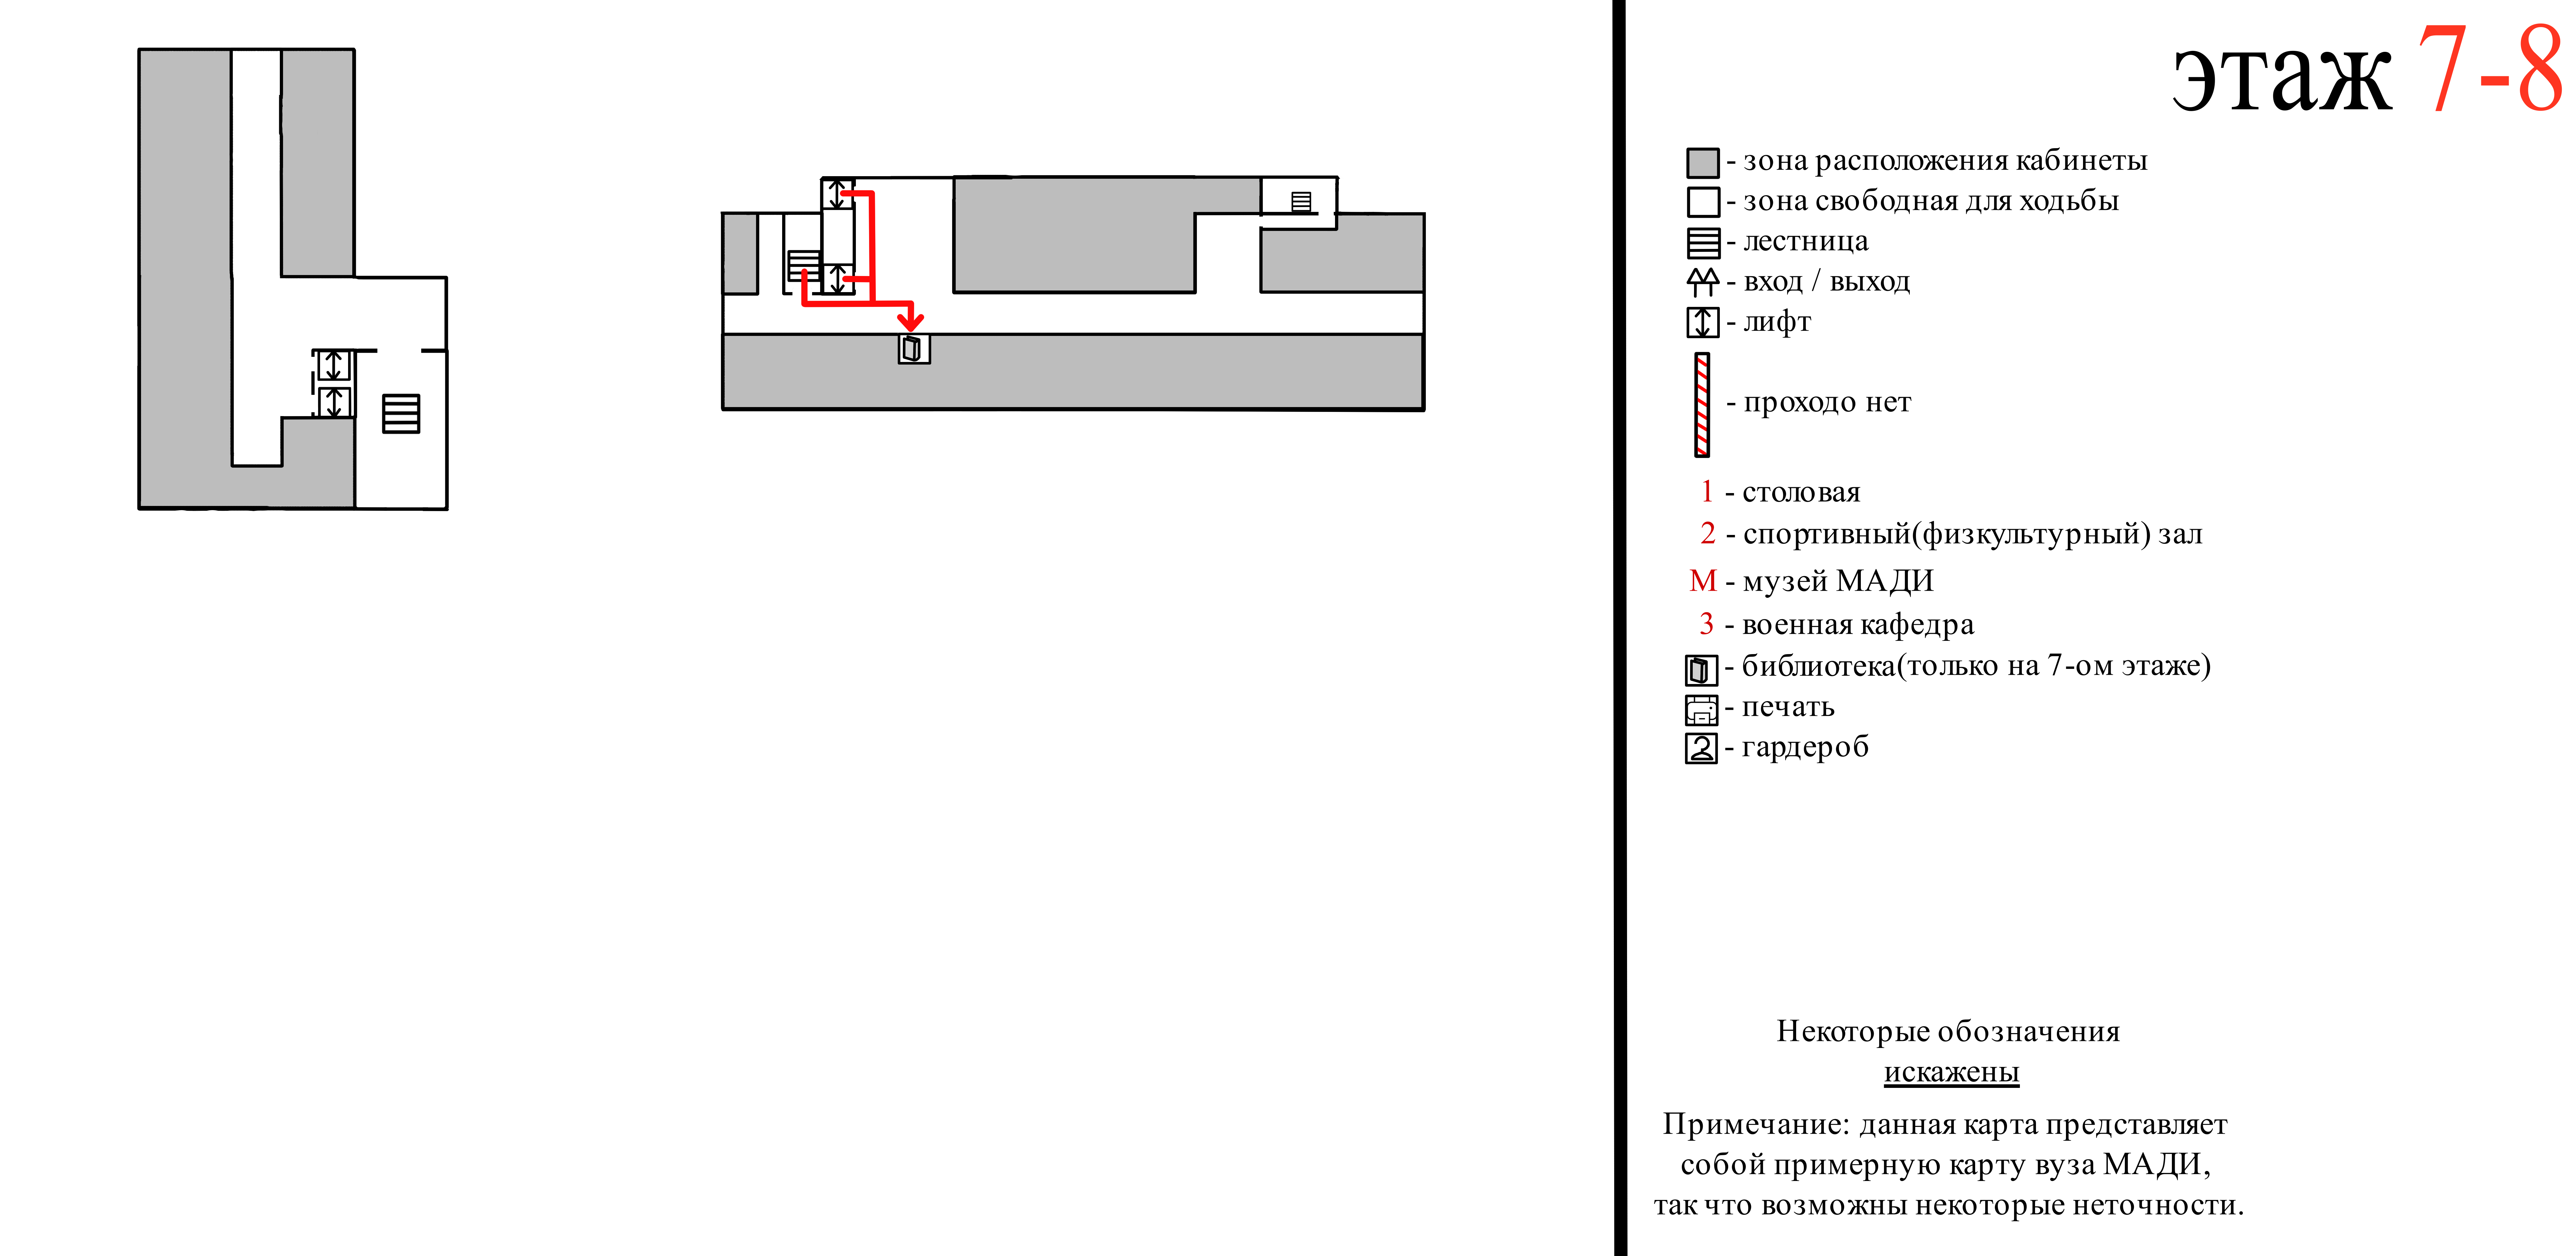 этаж 7-8
- зона расположения кабинеты
- зона свободная для ходьбы
- лестница
- вход / выход
- лифт
- проходо нет
1 - столовая
2 - спортивный(физкультурный) зал
М - музей МАДИ
3 - военная кафедра
- библиотека(только на 7-ом этаже)
- печать
- гардероб
Некоторые обозначения
искажены
Примечание: данная карта представляет
собой примерную карту вуза МАДИ,
так что возможны некоторые неточности.